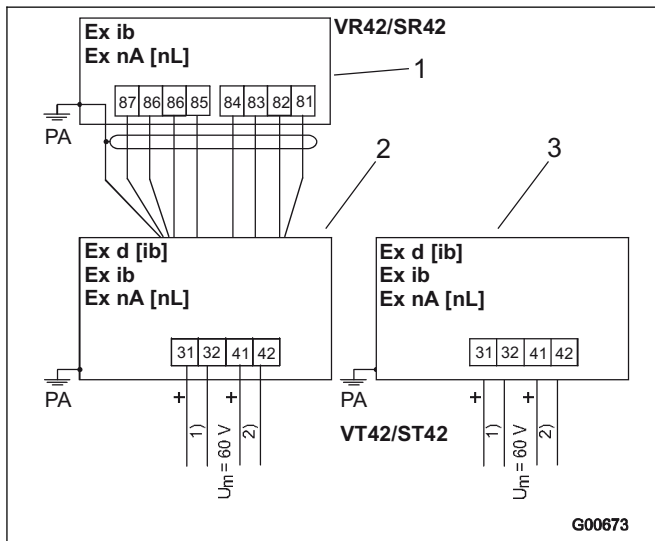 Ex ib
Ex nA [nL]
VR42/SR42
1
87 86 86 85 84 83 82 81
PA
2
3
Ex d [ib]
Ex ib
Ex nA [nL]
Ex d [ib]
Ex ib
Ex nA [nL]
31 32 41 42
31 32 41 42
PA
PA
+ +
+ +
1)
Um = 60 V
2)
VT42/ST42
1)
Um = 60 V
2)
G00673